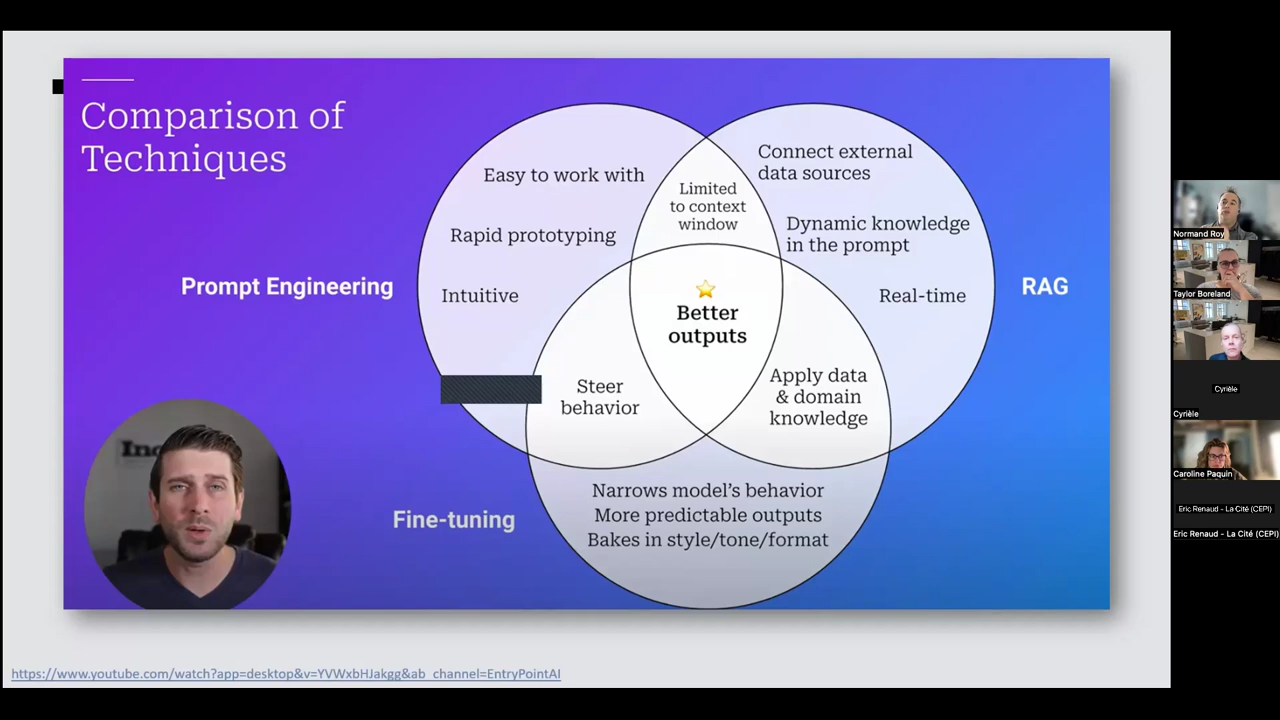 Comparison of
Techniques
Easy to work with
Rapid prototyping
Intuitive
Prompt Engineering
Limited
to context
window
Connect external
data sources
Dynamic knowledge
in the prompt
Real-time
RAG
⭐
Better
outputs
Steer
behavior
Apply data
& domain
knowledge
Fine-tuning
Narrows model's behavior
More predictable outputs
Bakes in style/tone/format
https://www.youtube.com/watch?app=desktop&v=YVWxbHJakgg&ab_channel=EntryPointAI
Normand Roy
Taylor Boreland
Cyrièle
Cyrièle
Caroline Paquin
Eric Renaud - La Cité (CEPI)
Eric Renaud - La Cité (CEPI)